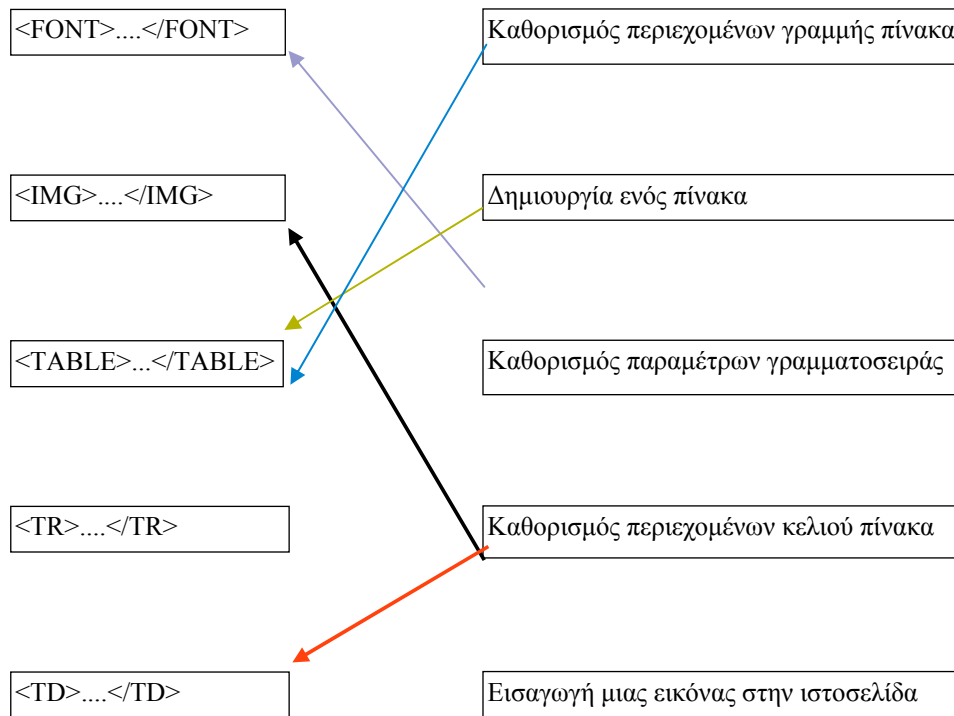 <FONT>....</FONT>
Καθορισμός περιεχομένων γραμμής πίνακα
<IMG>....</IMG>
Δημιουργία ενός πίνακα
<TABLE>...</TABLE>
Καθορισμός παραμέτρων γραμματοσειράς
<TR>....</TR>
Καθορισμός περιεχομένων κελιού πίνακα
<TD>....</TD>
Εισαγωγή μιας εικόνας στην ιστοσελίδα